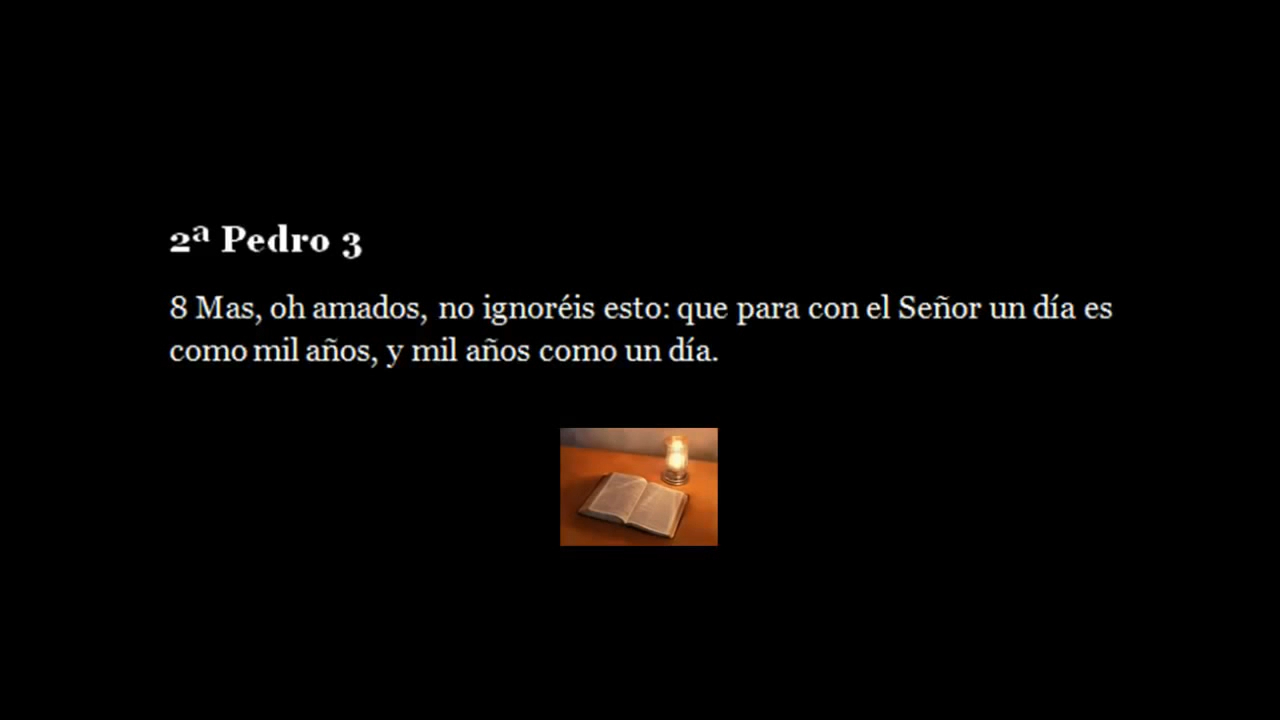 2ª Pedro 3
8 Mas, oh amados, no ignoréis esto: que para con el Señor un día es
como mil años, y mil años como un día.